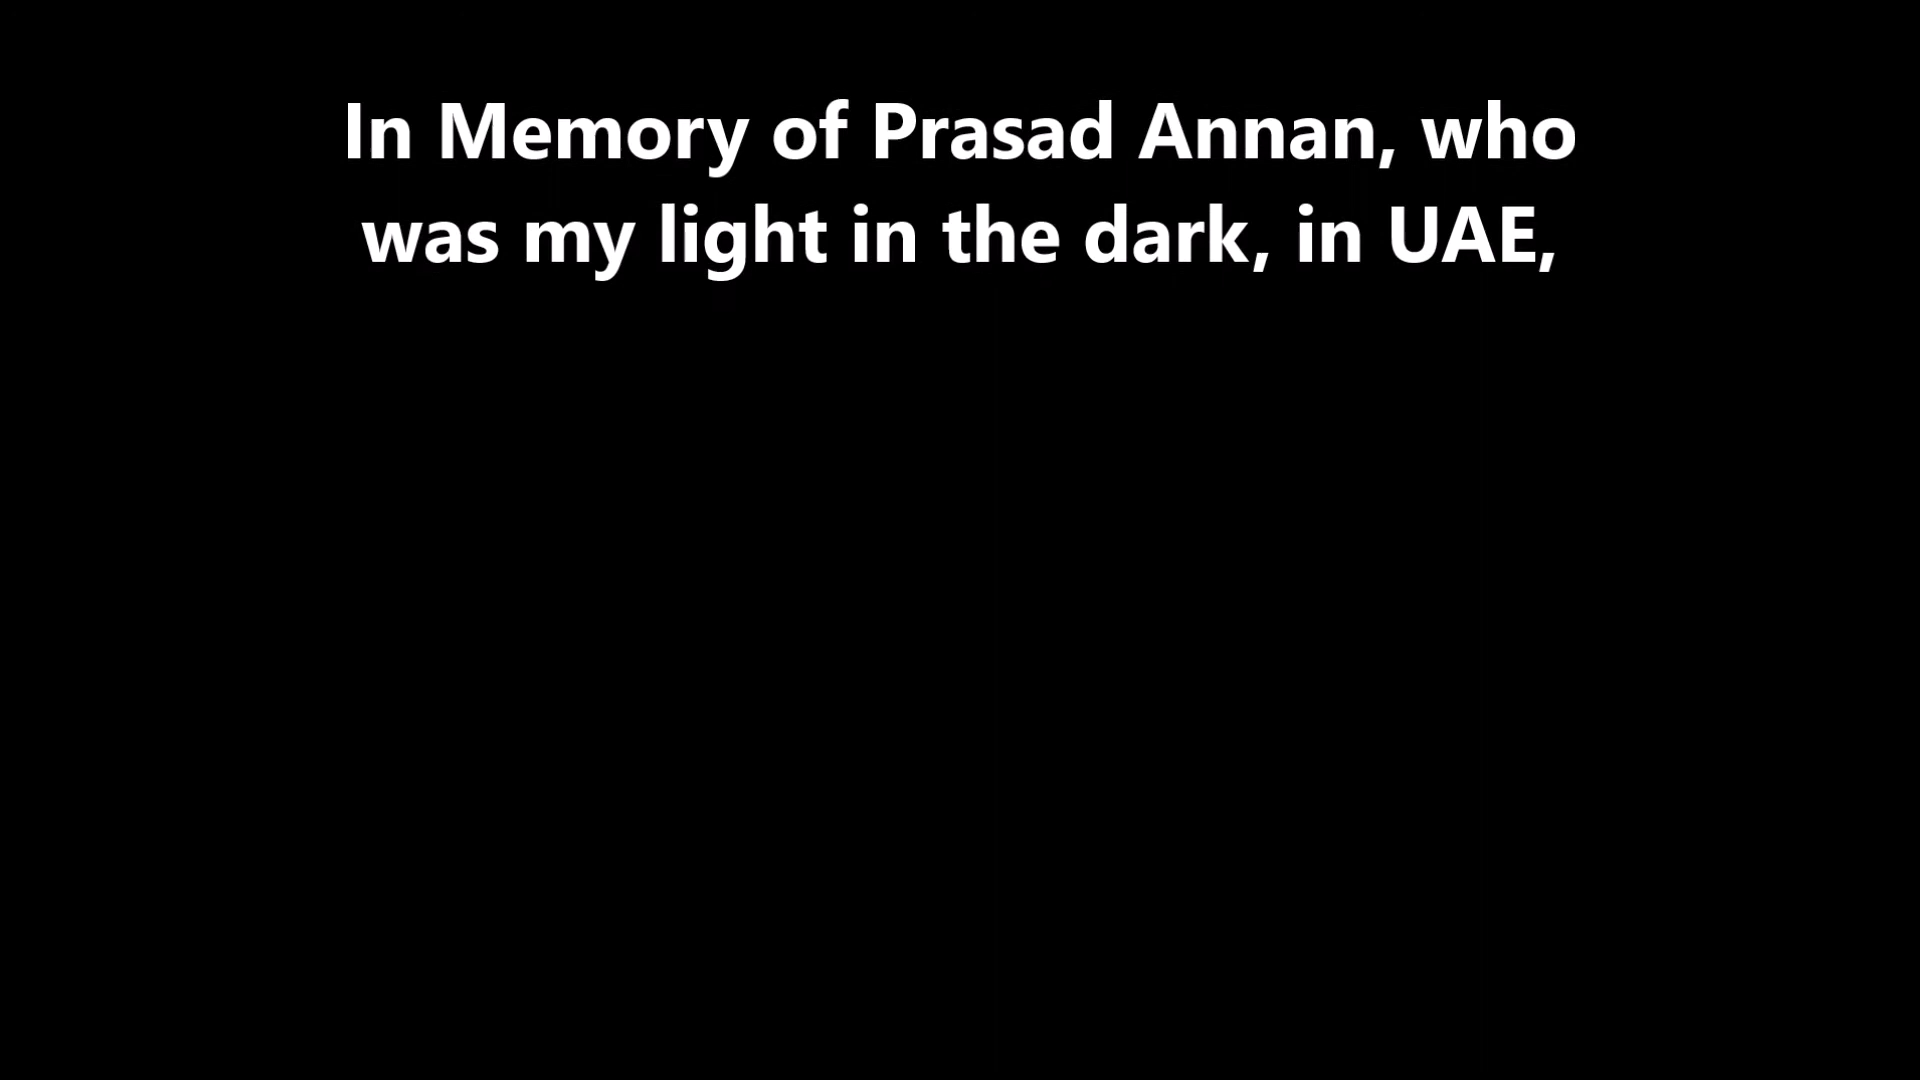 In Memory of Prasad Annan, who
was my light in the dark, in UAE,